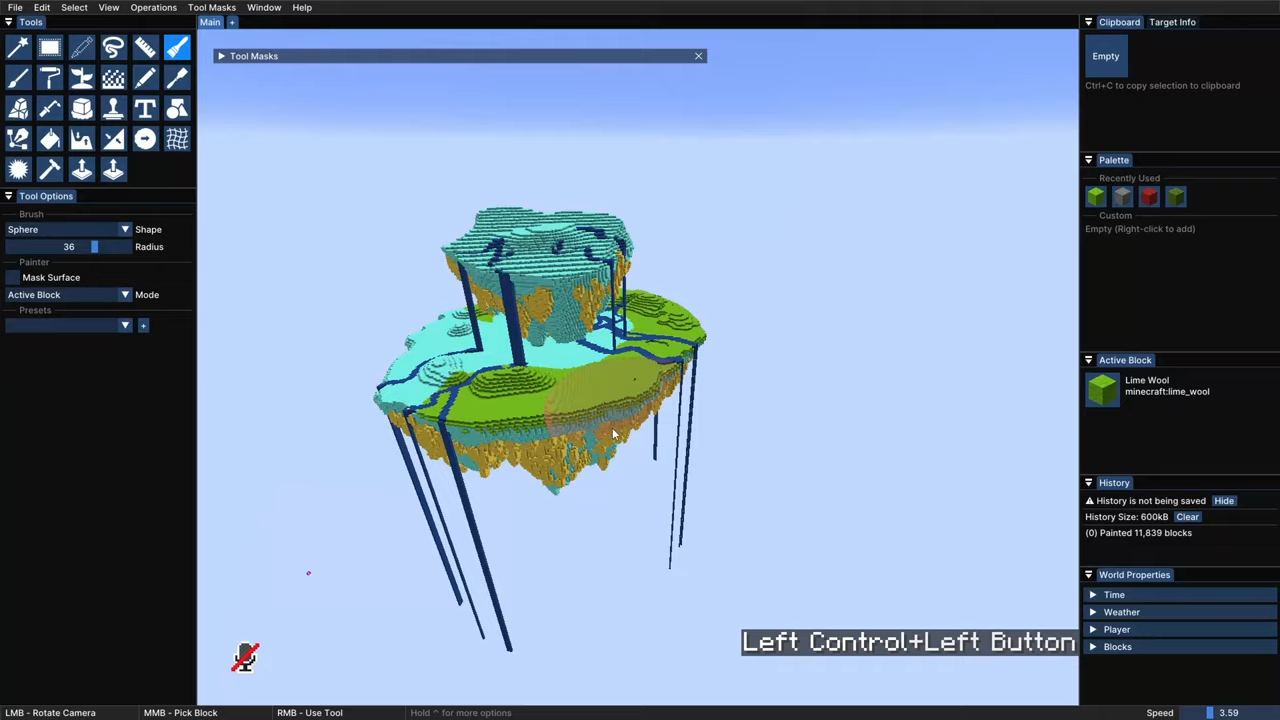 File Edit Select View Operations Tool Masks Window Help
Tools
Main +
Tool Masks
Tool Options
Brush
Sphere Shape
36 Radius
Painter
Mask Surface
Active Block Mode
Presets
+
Clipboard Target Info
Empty
Ctrl+C to copy selection to clipboard
Palette
Recently Used
Custom
Empty (Right-click to add)
Active Block
Lime Wool
minecraft:lime_wool
History
History is not being saved Hide
History Size: 600kB Clear
(0) Painted 11,839 blocks
World Properties
Time
Weather
Player
Blocks
Left Control+Left Button
LMB - Rotate Camera MMB - Pick Block RMB - Use Tool Hold ^ for more options Speed 3.59